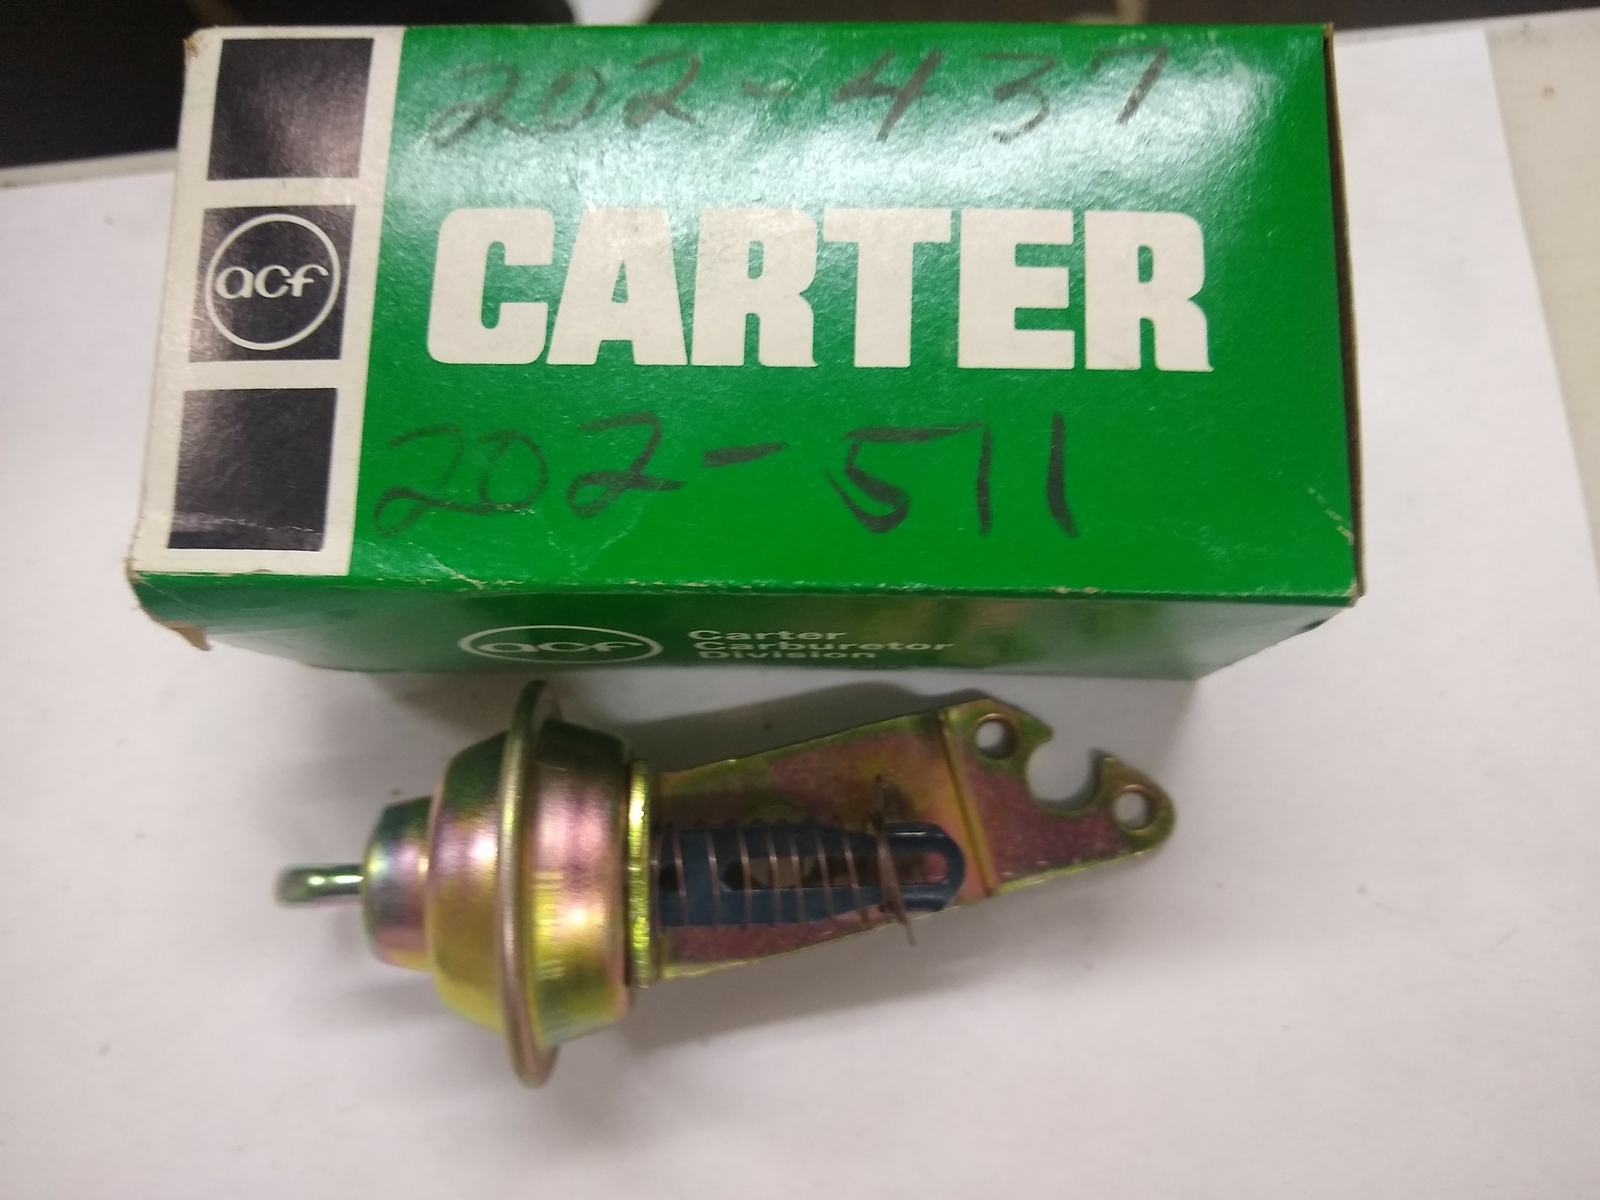 202-437
acf
CARTER
202-511
acf
Carter
Carburetor
Division